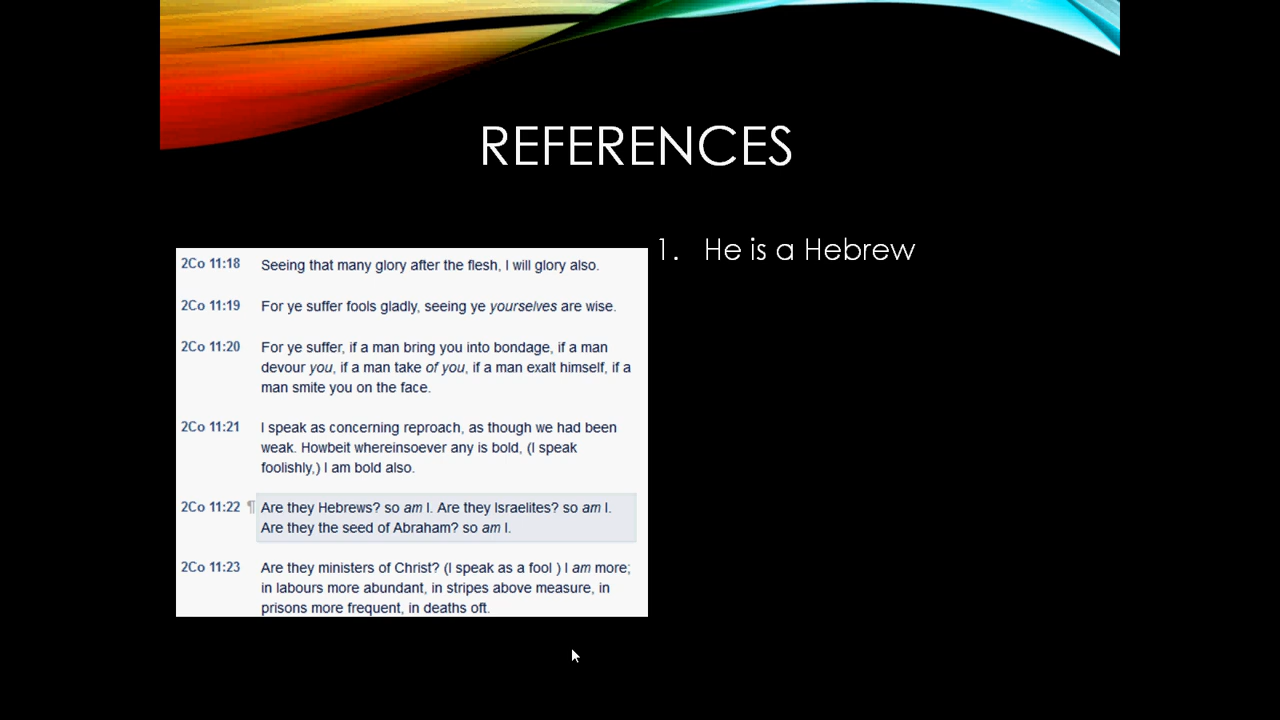 REFERENCES
2Co 11:18 Seeing that many glory after the flesh, I will glory also.
2Co 11:19 For ye suffer fools gladly, seeing ye yourselves are wise.
2Co 11:20 For ye suffer, if a man bring you into bondage, if a man
devour you, if a man take of you, if a man exalt himself, if a
man smite you on the face.
2Co 11:21 I speak as concerning reproach, as though we had been
weak. Howbeit whereinsoever any is bold, (I speak
foolishly,) I am bold also.
2Co 11:22 ¶ Are they Hebrews? so am I. Are they Israelites? so am I.
Are they the seed of Abraham? so am I.
2Co 11:23 Are they ministers of Christ? (I speak as a fool ) I am more;
in labours more abundant, in stripes above measure, in
prisons more frequent, in deaths oft.
1. He is a Hebrew